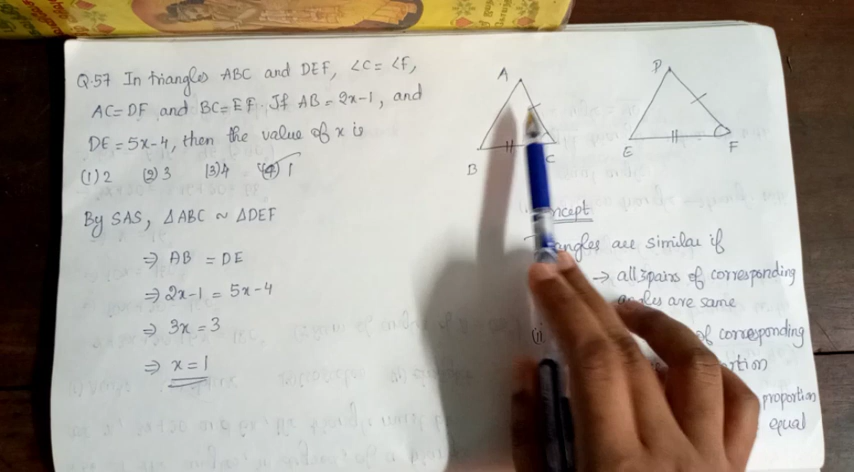 Q.57 In triangles ABC and DEF, ∠C = ∠F,
AC = DF and BC = EF. If AB = 2x-1, and
DE = 5x-4, then the value of x is
(1) 2 (2) 3 (3) 4 (4) 1
By SAS, △ABC ~ △DEF
⇒ AB = DE
⇒ 2x-1 = 5x-4
⇒ 3x = 3
⇒ x = 1
A
B
C
D
E
F
are similar if
→ all 3 pairs of corresponding
are same
of corresponding
proportion
equal